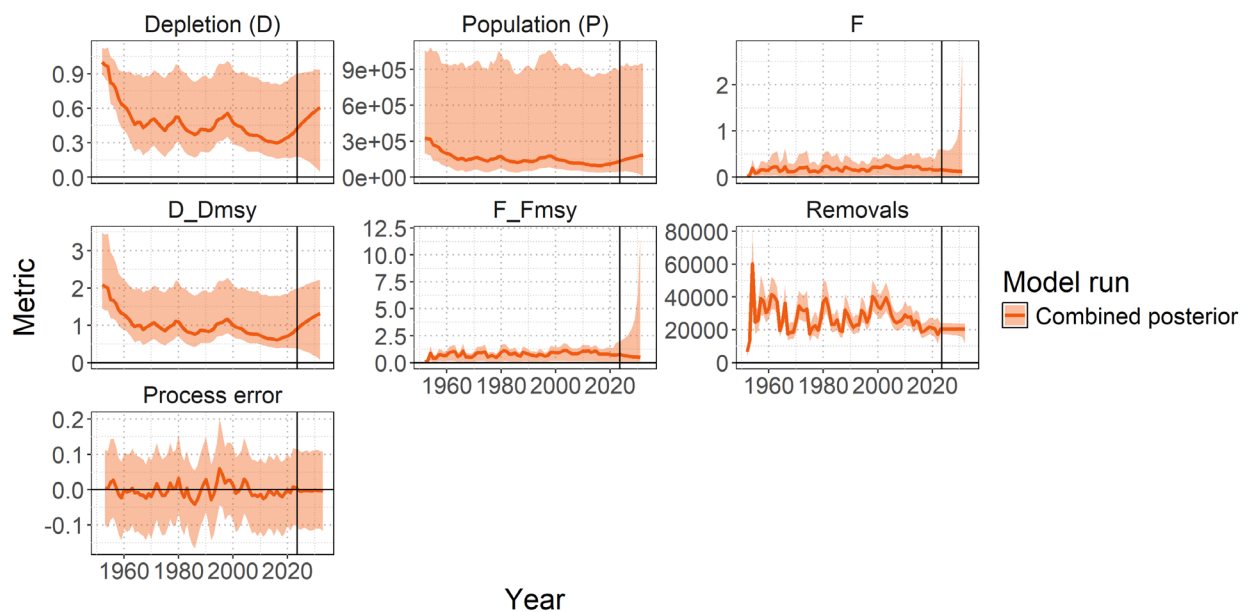 Depletion (D) Population (P) F
0.9
0.6
0.3
0.0
9e+05
6e+05
3e+05
0e+00
2
1
0
D_Dmsy F_Fmsy Removals
3
2
1
0
12.5
10.0
7.5
5.0
2.5
0.0
80000
60000
40000
20000
0
1960 1980 2000 2020 1960 1980 2000 2020
Process error
0.2
0.1
0.0
-0.1
1960 1980 2000 2020
Metric
Year
Model run
Combined posterior